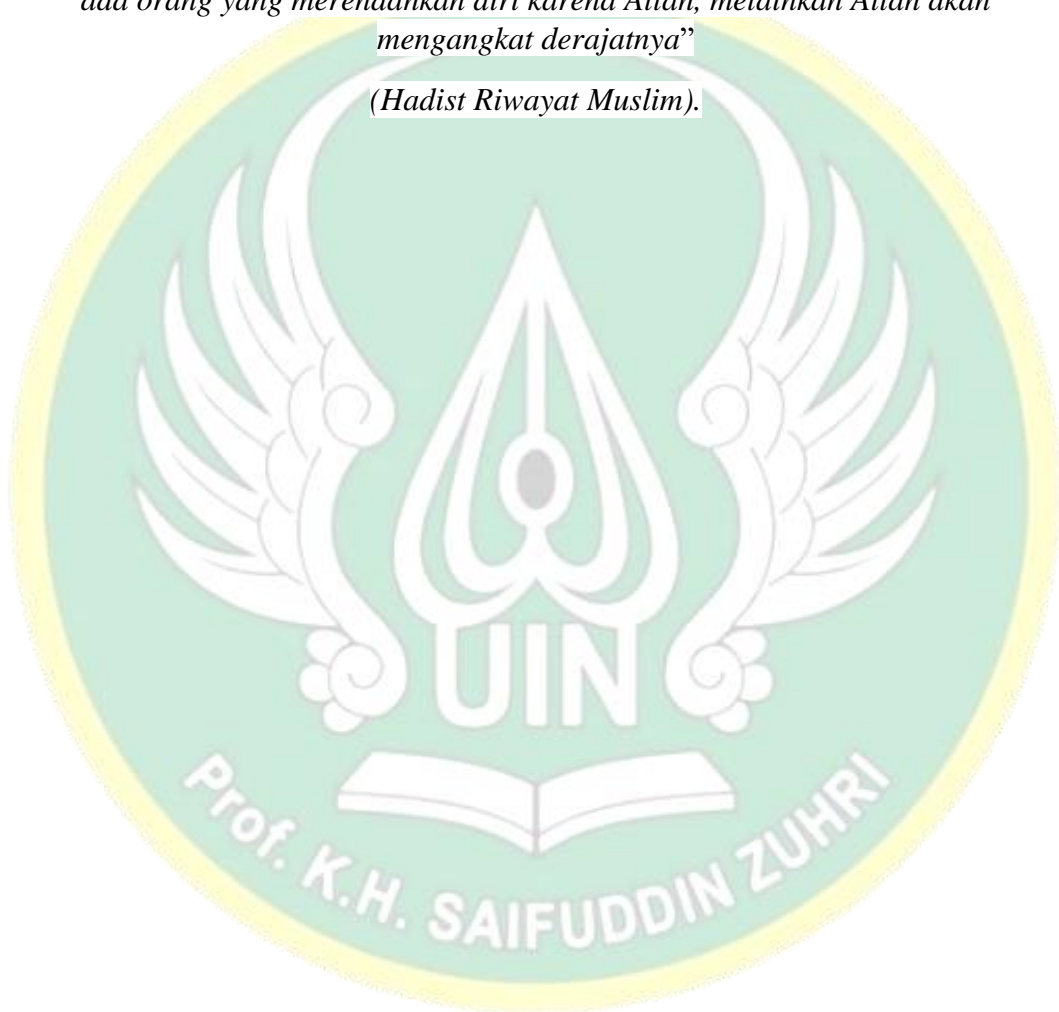 ada orang yang merendahkan diri karena Allah, melainkan Allah akan
mengangkat derajatnya”
(Hadist Riwayat Muslim).
UIN
Prof. K.H. SAIFUDDIN ZUHRI